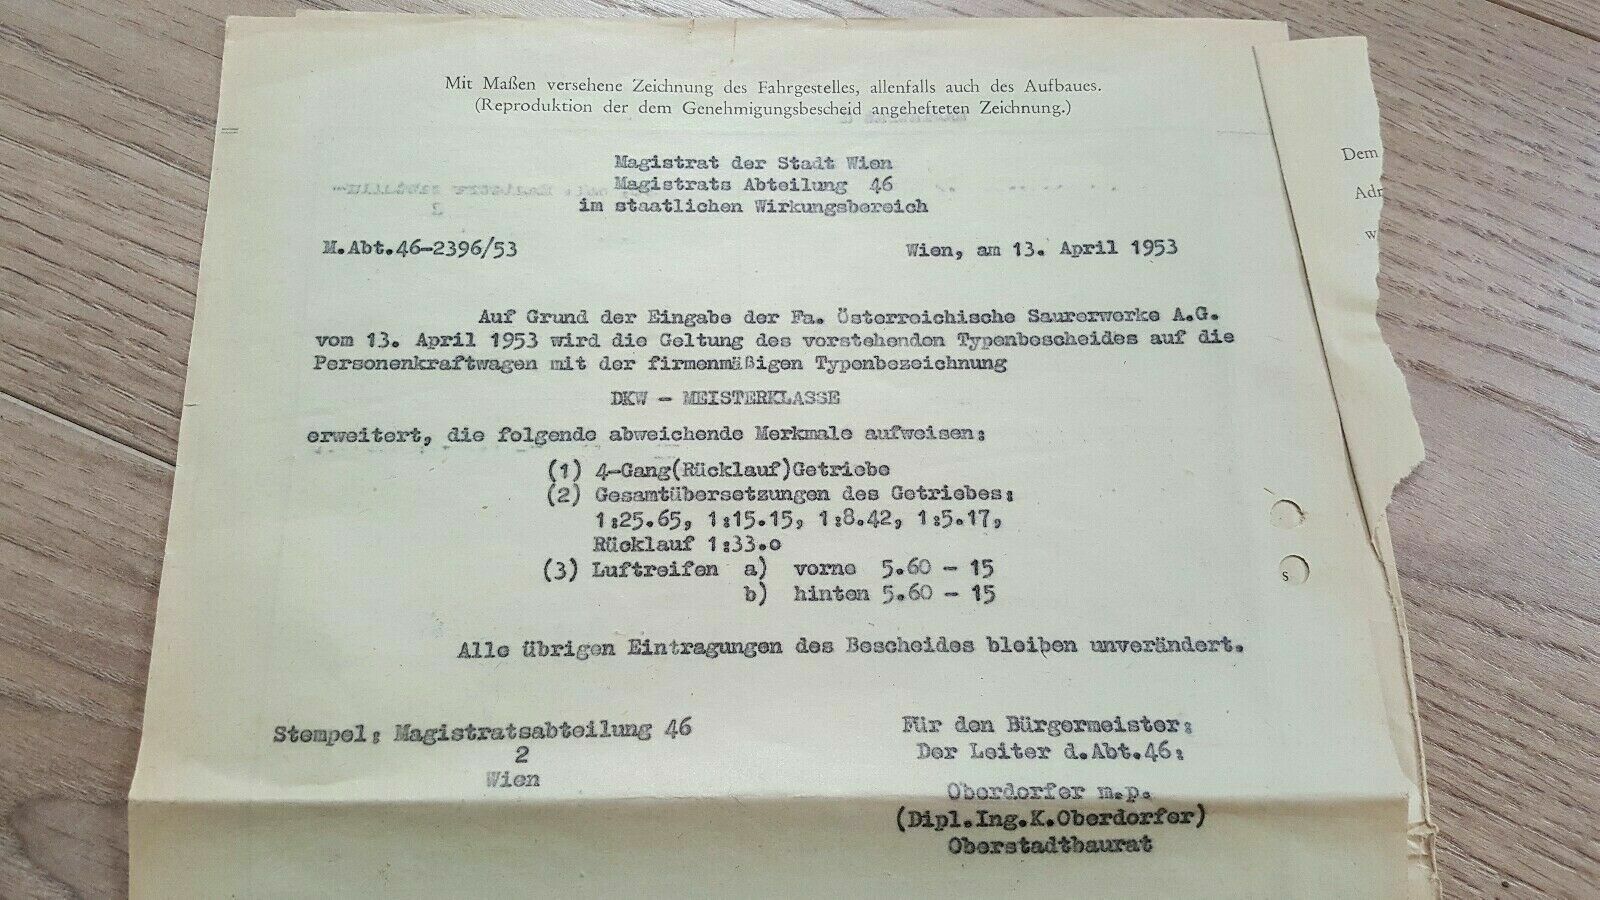 Mit Maßen versehene Zeichnung des Fahrgestelles, allenfalls auch des Aufbaues.
(Reproduktion der dem Genehmigungsbescheid angehefteten Zeichnung.)
Magistrat der Stadt Wien
Magistrats Abteilung 46
im staatlichen Wirkungsbereich
M.Abt.46-2396/53
Wien, am 13. April 1953
Auf Grund der Eingabe der Fa. Österreichische Saurerwerke A.G.
vom 13. April 1953 wird die Geltung des vorstehenden Typenbescheides auf die
Personenkraftwagen mit der firmenmäßigen Typenbezeichnung
DKW - MEISTERKLASSE
erweitert, die folgende abweichende Merkmale aufweisen:
(1) 4-Gang(Rücklauf)Getriebe
(2) Gesamtübersetzungen des Getriebes:
1:25.65, 1:15.15, 1:8.42, 1:5.17,
Rücklauf 1:33.o
(3) Luftreifen a) vorne 5.60 - 15
b) hinten 5.60 - 15
Alle übrigen Eintragungen des Bescheides bleiben unverändert.
Stempel: Magistratsabteilung 46
2
Wien
Für den Bürgermeister:
Der Leiter d.Abt.46:
Oberdorfer m.p.
(Dipl.Ing.K.Oberdorfer)
Oberstadtbaurat
Dem
Adr
w
s